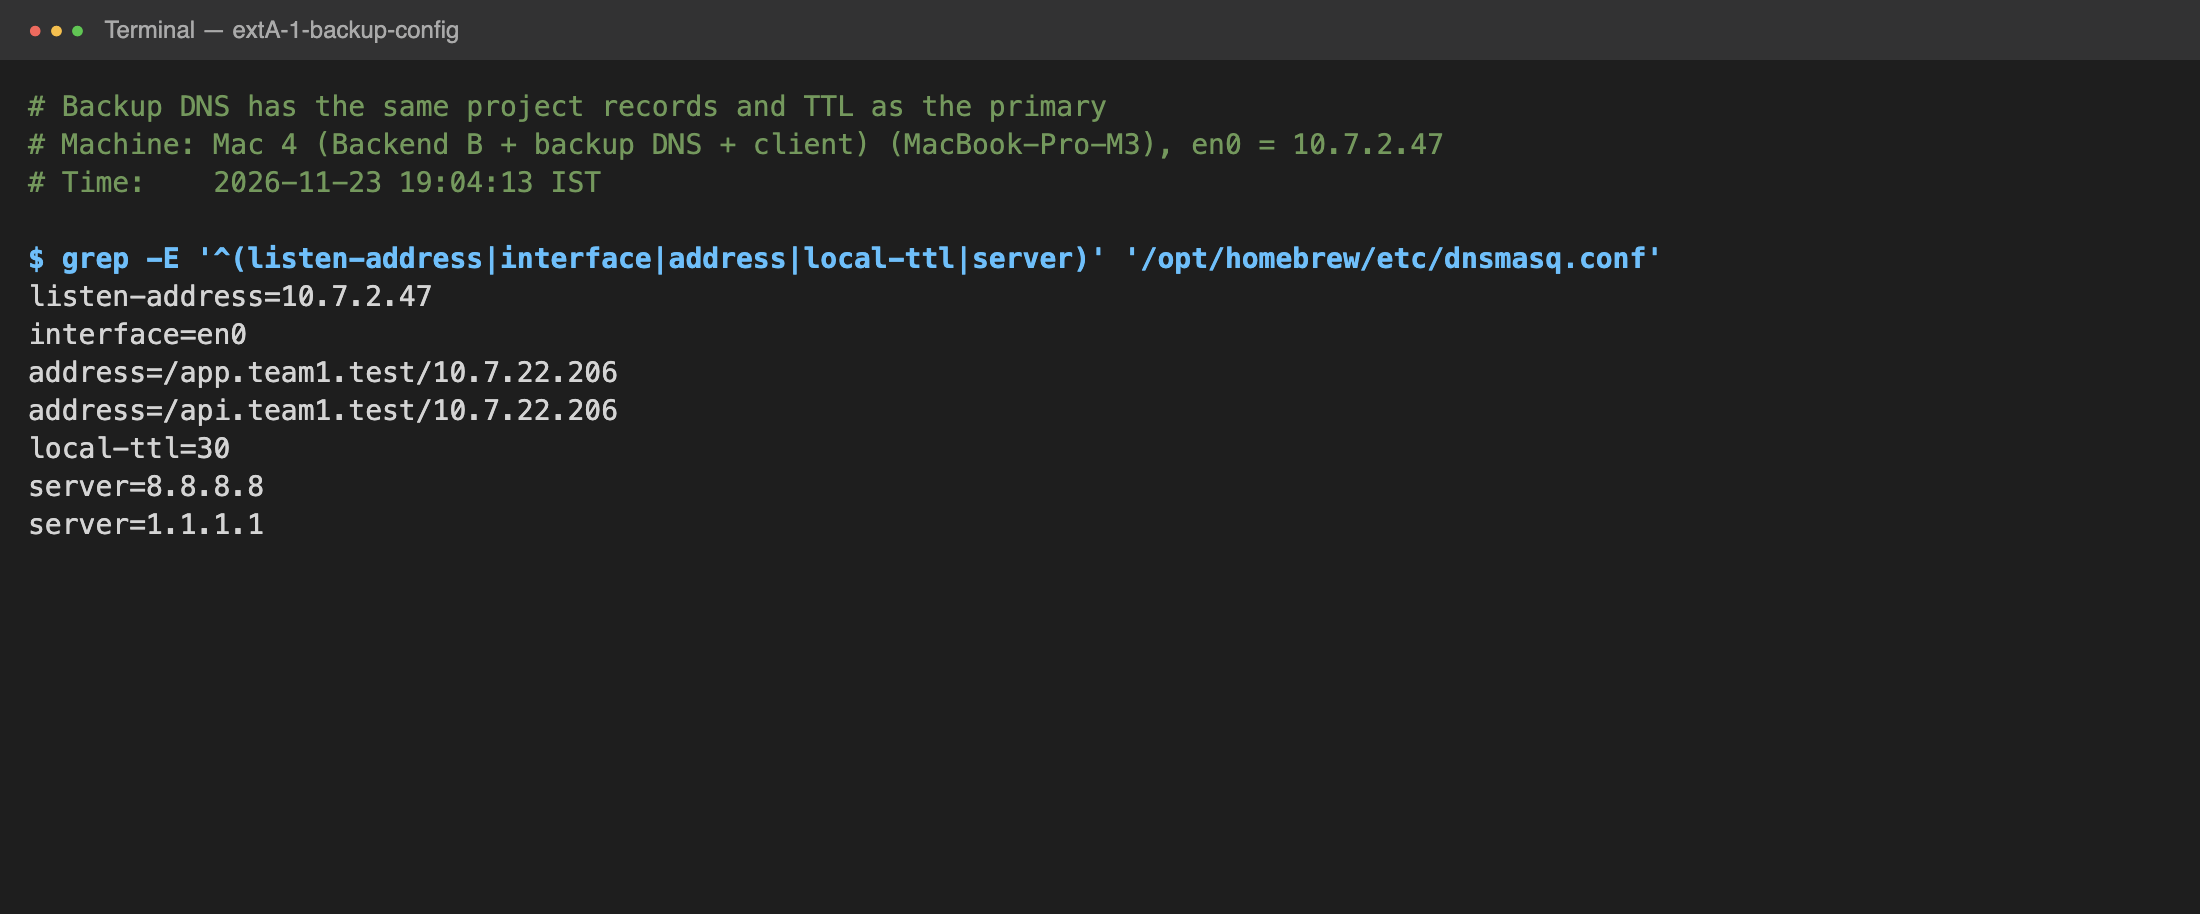 Terminal — extA-1-backup-config
# Backup DNS has the same project records and TTL as the primary
# Machine: Mac 4 (Backend B + backup DNS + client) (MacBook-Pro-M3), en0 = 10.7.2.47
# Time:    2026-11-23 19:04:13 IST
$ grep -E '^(listen-address|interface|address|local-ttl|server)' '/opt/homebrew/etc/dnsmasq.conf'
listen-address=10.7.2.47
interface=en0
address=/app.team1.test/10.7.22.206
address=/api.team1.test/10.7.22.206
local-ttl=30
server=8.8.8.8
server=1.1.1.1